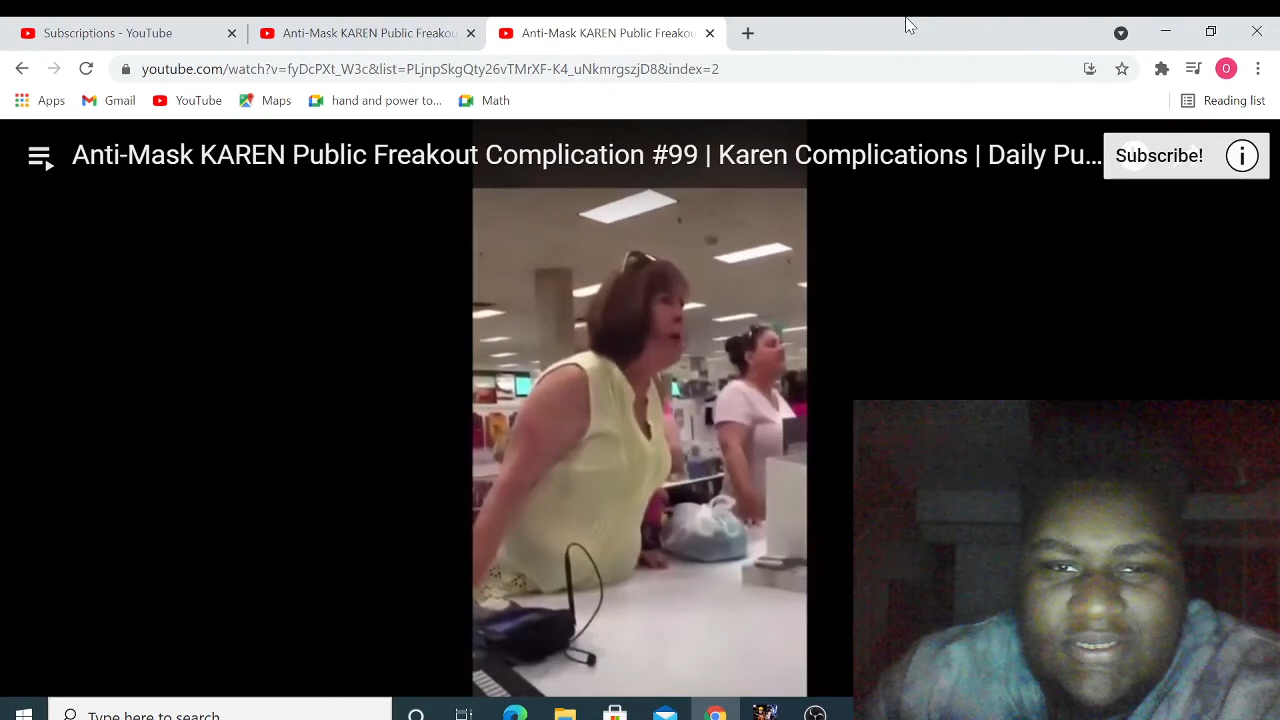 Subscriptions - YouTube
Anti-Mask KAREN Public Freakou
Anti-Mask KAREN Public Freakou
youtube.com/watch?v=fyDcPXt_W3c&list=PLjnpSkgQty26vTMrXF-K4_uNkmrgszjD8&index=2
O
Apps Gmail YouTube Maps hand and power to... Math Reading list
Anti-Mask KAREN Public Freakout Complication #99 | Karen Complications | Daily Pu... Subscribe!
Type here to search